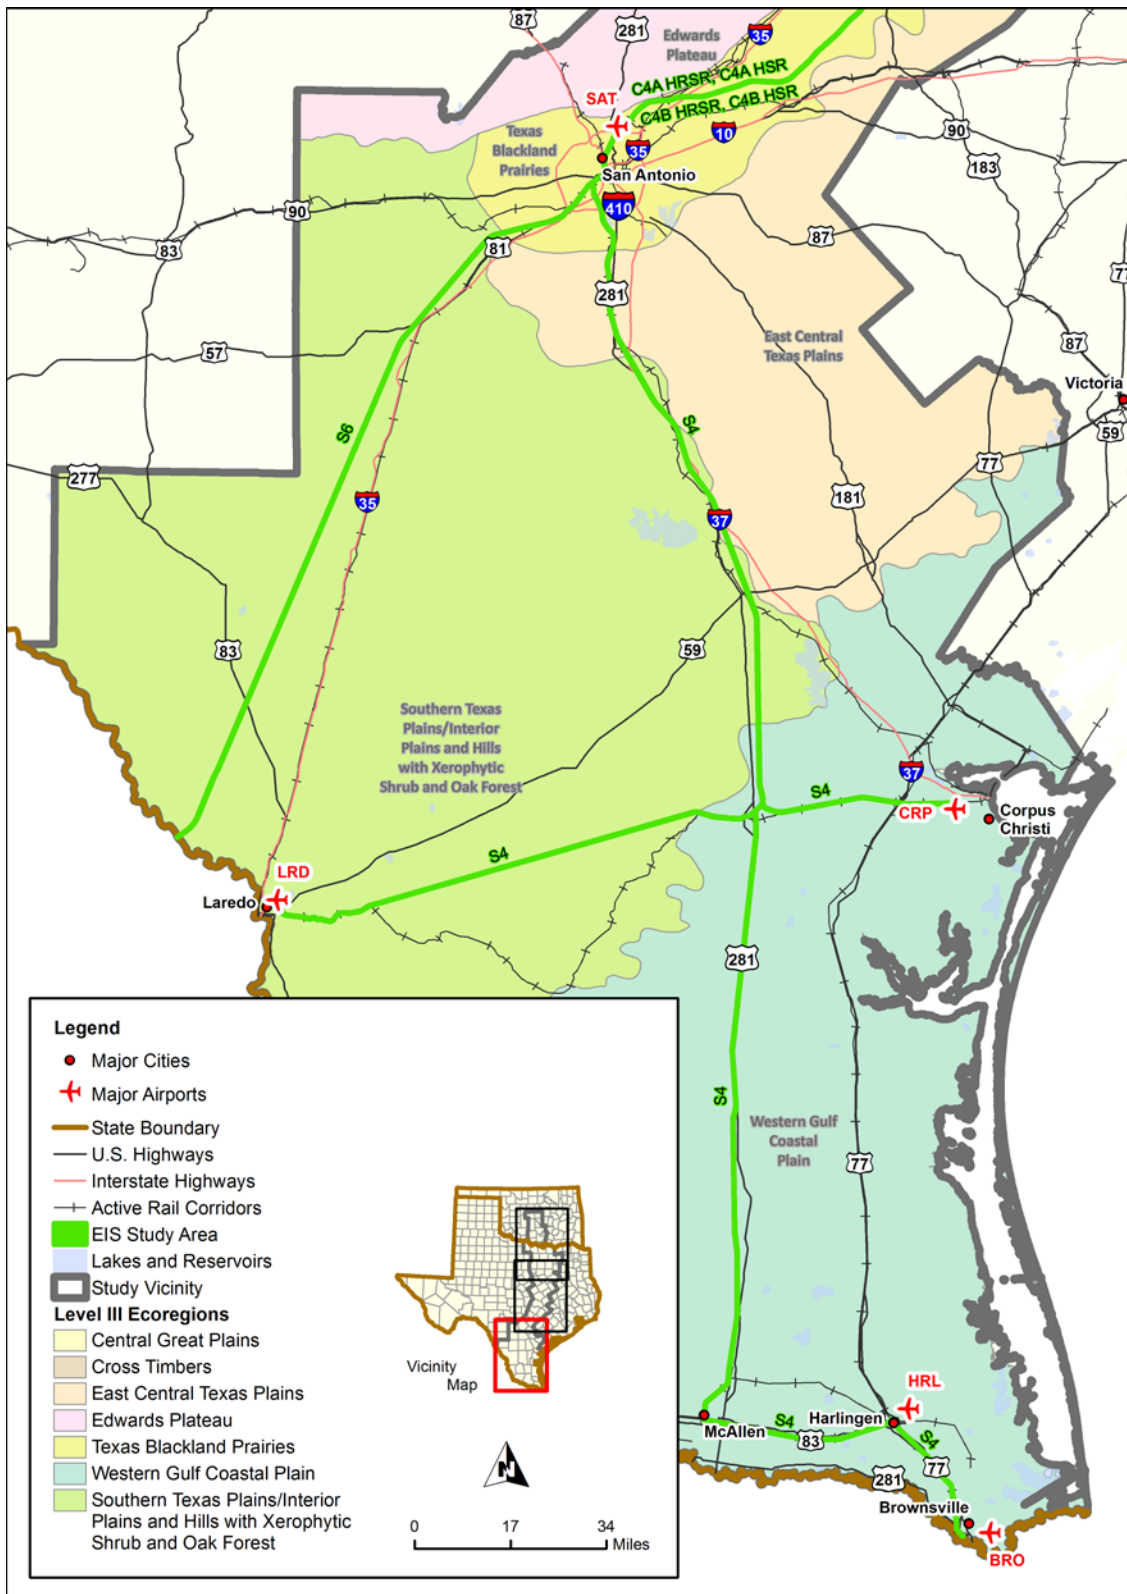 87
281
35
Edwards
Plateau
C4A HRSR, C4A HSR
SAT
C4B HRSR, C4B HSR
10
90
Texas
Blackland
Prairies
35
183
San Antonio
90
410
83
81
87
77
281
57
East Central
Texas Plains
87
Victoria
S6
S4
59
277
77
35
181
37
83
59
Southern Texas
Plains/Interior
Plains and Hills
with Xerophytic
Shrub and Oak Forest
37
S4
CRP
Corpus
Christi
S4
LRD
Laredo
281
S4
Western Gulf
Coastal
Plain
77
HRL
McAllen
S4
83
Harlingen
S4
77
281
Brownsville
BRO
Legend
Major Cities
Major Airports
State Boundary
U.S. Highways
Interstate Highways
Active Rail Corridors
EIS Study Area
Lakes and Reservoirs
Study Vicinity
Level III Ecoregions
Central Great Plains
Cross Timbers
East Central Texas Plains
Edwards Plateau
Texas Blackland Prairies
Western Gulf Coastal Plain
Southern Texas Plains/Interior
Plains and Hills with Xerophytic
Shrub and Oak Forest
Vicinity
Map
N
0 17 34
Miles